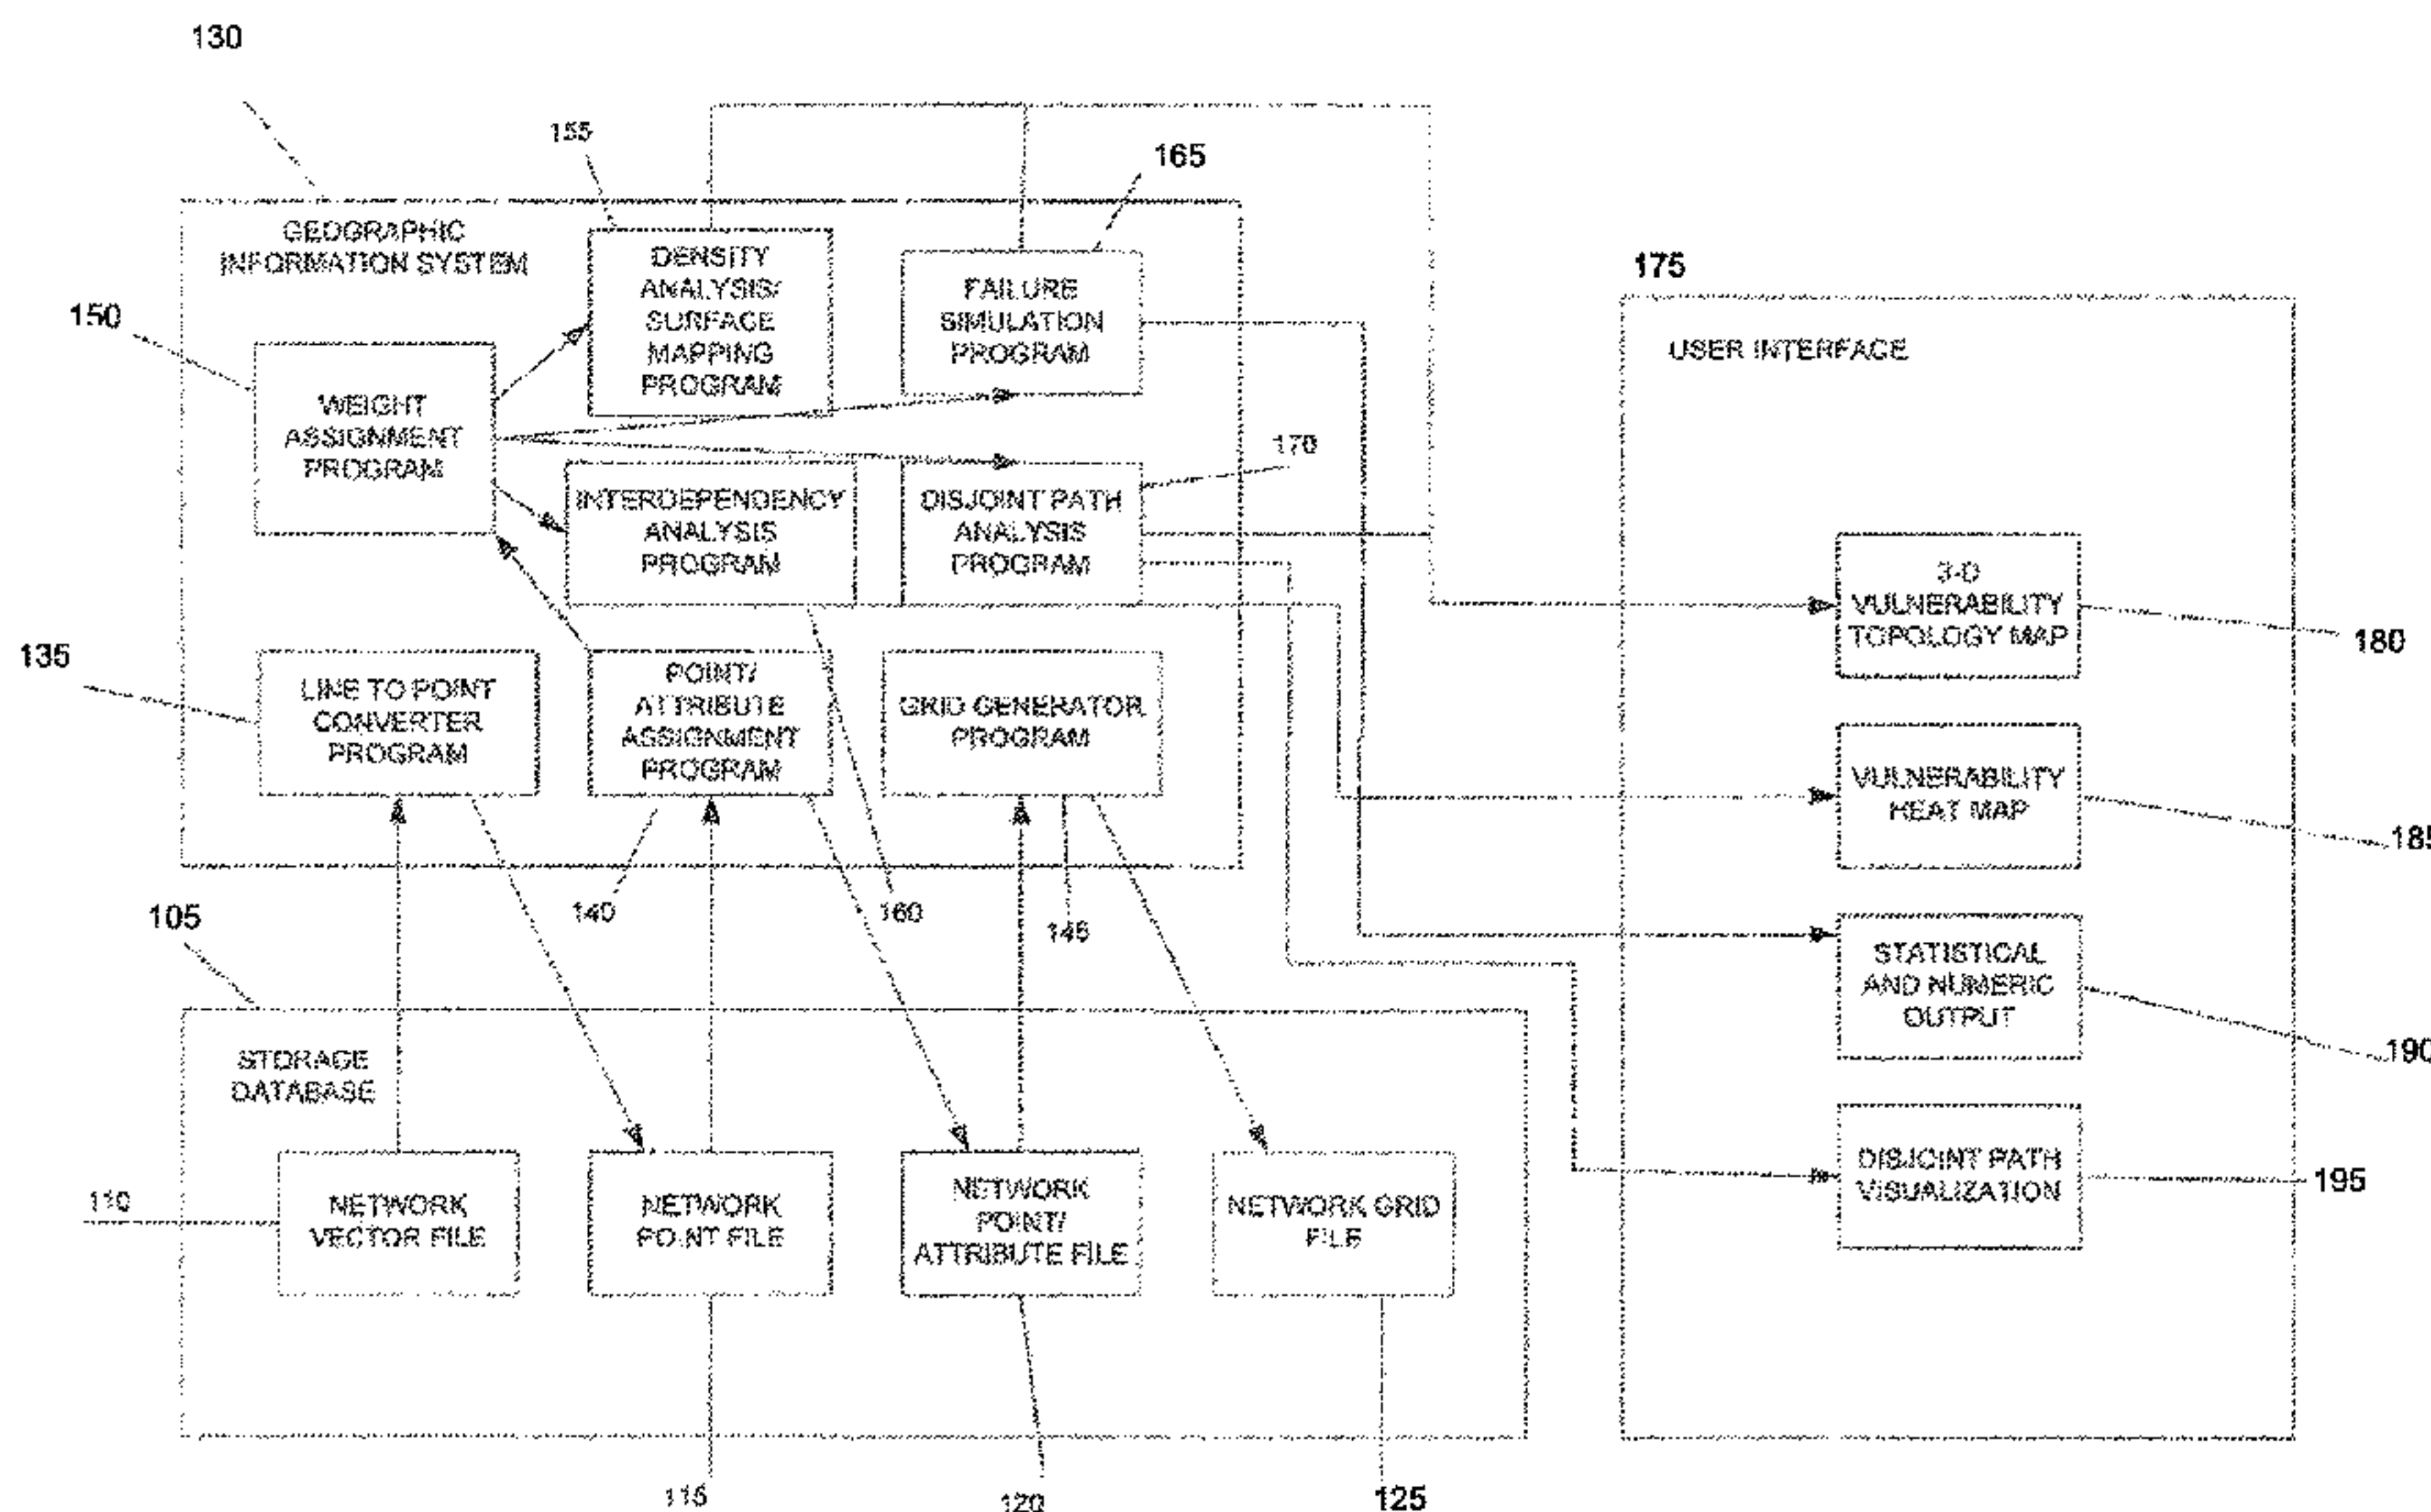 130
155
165
GEOGRAPHIC
INFORMATION SYSTEM
DENSITY
ANALYSIS/
SURFACE
MAPPING
PROGRAM
FAILURE
SIMULATION
PROGRAM
175
USER INTERFACE
150
WEIGHT
ASSIGNMENT
PROGRAM
170
INTERDEPENDENCY
ANALYSIS
PROGRAM
DISJOINT PATH
ANALYSIS
PROGRAM
3-D
VULNERABILITY
TOPOLOGY MAP
180
135
LINE TO POINT
CONVERTER
PROGRAM
POINT/
ATTRIBUTE
ASSIGNMENT
PROGRAM
GRID GENERATOR
PROGRAM
VULNERABILITY
HEAT MAP
185
140
160
145
105
STATISTICAL
AND NUMERIC
OUTPUT
190
STORAGE
DATABASE
110
NETWORK
VECTOR FILE
NETWORK
POINT FILE
NETWORK
POINT/
ATTRIBUTE FILE
NETWORK GRID
FILE
DISJOINT PATH
VISUALIZATION
195
115
120
125